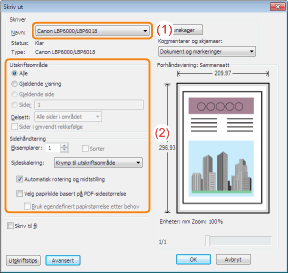 Skriv ut
Skriver
Navn: Canon LBP6000/LBP6018 (1)
Status: Klar
Type: Canon LBP6000/LBP6018
Kommentarer og skjemaer:
Dokument og markeringer
Utskriftsområde
Alle
Gjeldende visning
Gjeldende side
Sider 1
Delsett: Alle sider i området
Sider i omvendt rekkefølge
Sidehåndtering
Eksemplarer: 1 Sorter
Sideskalering: Krymp til utskriftsområde
Automatisk rotering og midtstilling
Velg papirkilde basert på PDF-sidestørrelse
Bruk egendefinert papirstørrelse etter behov
Skriv til fil
Forhåndsvisning: Sammensatt
209,97
(2)
296,93
Enheter: mm Zoom: 100%
1/1
Utskriftstips Avansert OK Avbryt